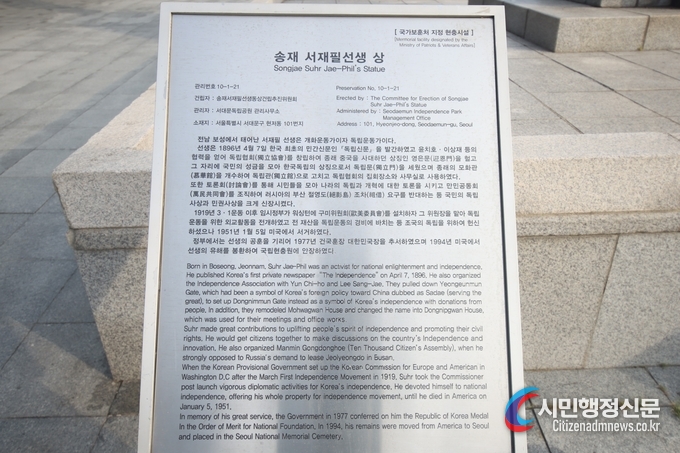 [ 국가보훈처 지정 현충시설 ]
[Memorial facility designated by the
Ministry of Patriots & Veterans Affairs]
송재 서재필선생 상
Songjae Suhr Jae-Phil's Statue
관리번호 10-1-21
Preservation No. 10-1-21
건립자 : 송재서재필선생동상건립추진위원회
Erected by : The Committee for Erection of Songjae
Suhr Jae-Phil's Statue
관리자 : 서대문독립공원 관리사무소
Administered by : Seodaemun Independence Park
Management Office
소재지 : 서울특별시 서대문구 현저동 101번지
Address : 101, Hyeonjeo-dong, Seodaemun-gu, Seoul
전남 보성에서 태어난 서재필 선생은 개화운동가이자 독립운동가이다.
선생은 1896년 4월 7일 한국 최초의 민간신문인 「독립신문」을 발간하였고 윤치호·이상재 등의
협력을 얻어 독립협회(獨立協會)를 창립하여 종래 중국을 사대하던 상징인 영은문(迎恩門)을 헐고
그 자리에 국민의 성금을 모아 한국독립의 상징으로서 독립문(獨立門)을 세웠으며 종래의 모화관
(慕華館)을 개수하여 독립관(獨立館)으로 고치고 독립협회의 집회장소와 사무실로 사용하였다.
또한 토론회(討論會)를 통해 시민들을 모아 나라의 독립과 개혁에 대한 토론을 시키고 만민공동회
(萬民共同會)를 조직하여 러시아의 부산 절영도(絕影島) 조차(租借) 요구를 반대하는 등 국민의 독립
사상과 민권사상을 크게 신장시켰다.
1919년 3·1운동 이후 임시정부가 워싱턴에 구미위원회(歐美委員會)를 설치하자 그 위원장을 맡아 독립
운동을 위한 외교활동을 전개하였고 전 재산을 독립운동의 경비에 바치는 등 조국의 독립을 위하여 헌신
하셨으나 1951년 1월 5일 미국에서 서거하였다.
정부에서는 선생의 공훈을 기리어 1977년 건국훈장 대한민국장을 추서하였으며 1994년 미국에서
선생의 유해를 봉환하여 국립현충원에 안장하였다
Born in Boseong, Jeonnam, Suhr Jae-Phil was an activist for national enlightenment and independence.
He published Korea's first private newspaper "The Independence" on April 7, 1896. He also organized
the Independence Association with Yun Chi-ho and Lee Sang-Jae. They pulled down Yeongeunmun
Gate, which had been a symbol of Korea's foreign policy toward China dubbed as Sadae (serving the
great), to set up Dongnimmun Gate instead as a symbol of Korea's independence with donations from
people. In addition, they remodeled Mohwagwan House and changed the name into Dongnipgwan House,
which was used for their meetings and office works.
Suhr made great contributions to uplifting people's spirit of independence and promoting their civil
rights. He would get citizens together to make discussions on the country's independence and
innovation. He also organized Manmin Gongdonghoe (Ten Thousand Citizen's Assembly), when he
strongly opposed to Russia's demand to lease Jeolyeongdo in Busan.
When the Korean Provisional Government set up the Korean Commission for Europe and American in
Washington D.C after the March First Independence Movement in 1919, Suhr took the Commissioner
post launch vigorous diplomatic activities for Korea's independence. He devoted himself to national
independence, offering his whole property for independence movement, until he died in America on
January 5, 1951.
In memory of his great service, the Government in 1977 conferred on him the Republic of Korea Medal
in the Order of Merit for National Foundation. In 1994, his remains were moved from America to Seoul
and placed in the Seoul National Memorial Cemetery.
시민행정신문
Citizenadmnews.co.kr